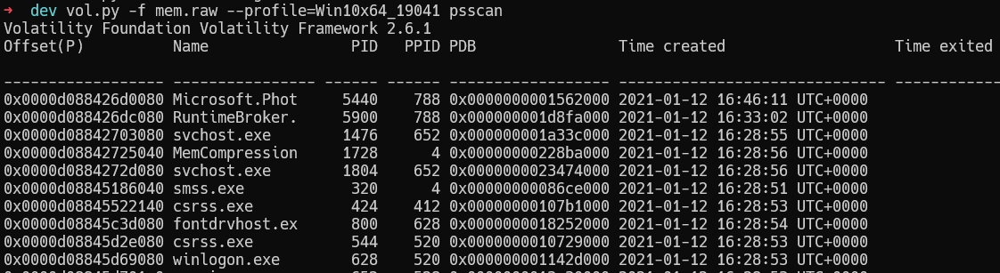 ➜ dev vol.py -f mem.raw --profile=Win10x64_19041 psscan
Volatility Foundation Volatility Framework 2.6.1
Offset(P) Name PID PPID PDB Time created Time exited
------------------ ---------------- ------ ------ ------------------ ------------------------------ ------------
0x0000d088426d0080 Microsoft.Phot 5440 788 0x0000000001562000 2021-01-12 16:46:11 UTC+0000
0x0000d088426dc080 RuntimeBroker. 5900 788 0x000000001d8fa000 2021-01-12 16:33:02 UTC+0000
0x0000d08842703080 svchost.exe 1476 652 0x000000001a33c000 2021-01-12 16:28:55 UTC+0000
0x0000d08842725040 MemCompression 1728 4 0x00000000228ba000 2021-01-12 16:28:56 UTC+0000
0x0000d0884272d080 svchost.exe 1804 652 0x0000000023474000 2021-01-12 16:28:56 UTC+0000
0x0000d08845186040 smss.exe 320 4 0x00000000086ce000 2021-01-12 16:28:51 UTC+0000
0x0000d08845522140 csrss.exe 424 412 0x00000000107b1000 2021-01-12 16:28:53 UTC+0000
0x0000d08845c3d080 fontdrvhost.ex 800 628 0x0000000018252000 2021-01-12 16:28:54 UTC+0000
0x0000d08845d2e080 csrss.exe 544 520 0x0000000010729000 2021-01-12 16:28:53 UTC+0000
0x0000d08845d69080 winlogon.exe 628 520 0x000000001142d000 2021-01-12 16:28:53 UTC+0000